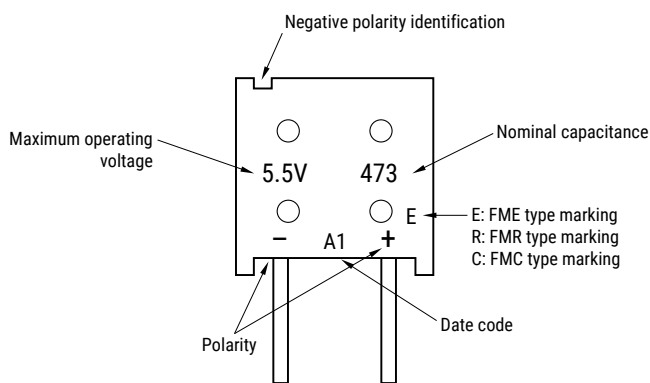 Negative polarity identification
Maximum operating
voltage
5.5V
473
Nominal capacitance
E
E: FME type marking
R: FMR type marking
C: FMC type marking
−
A1
+
Date code
Polarity